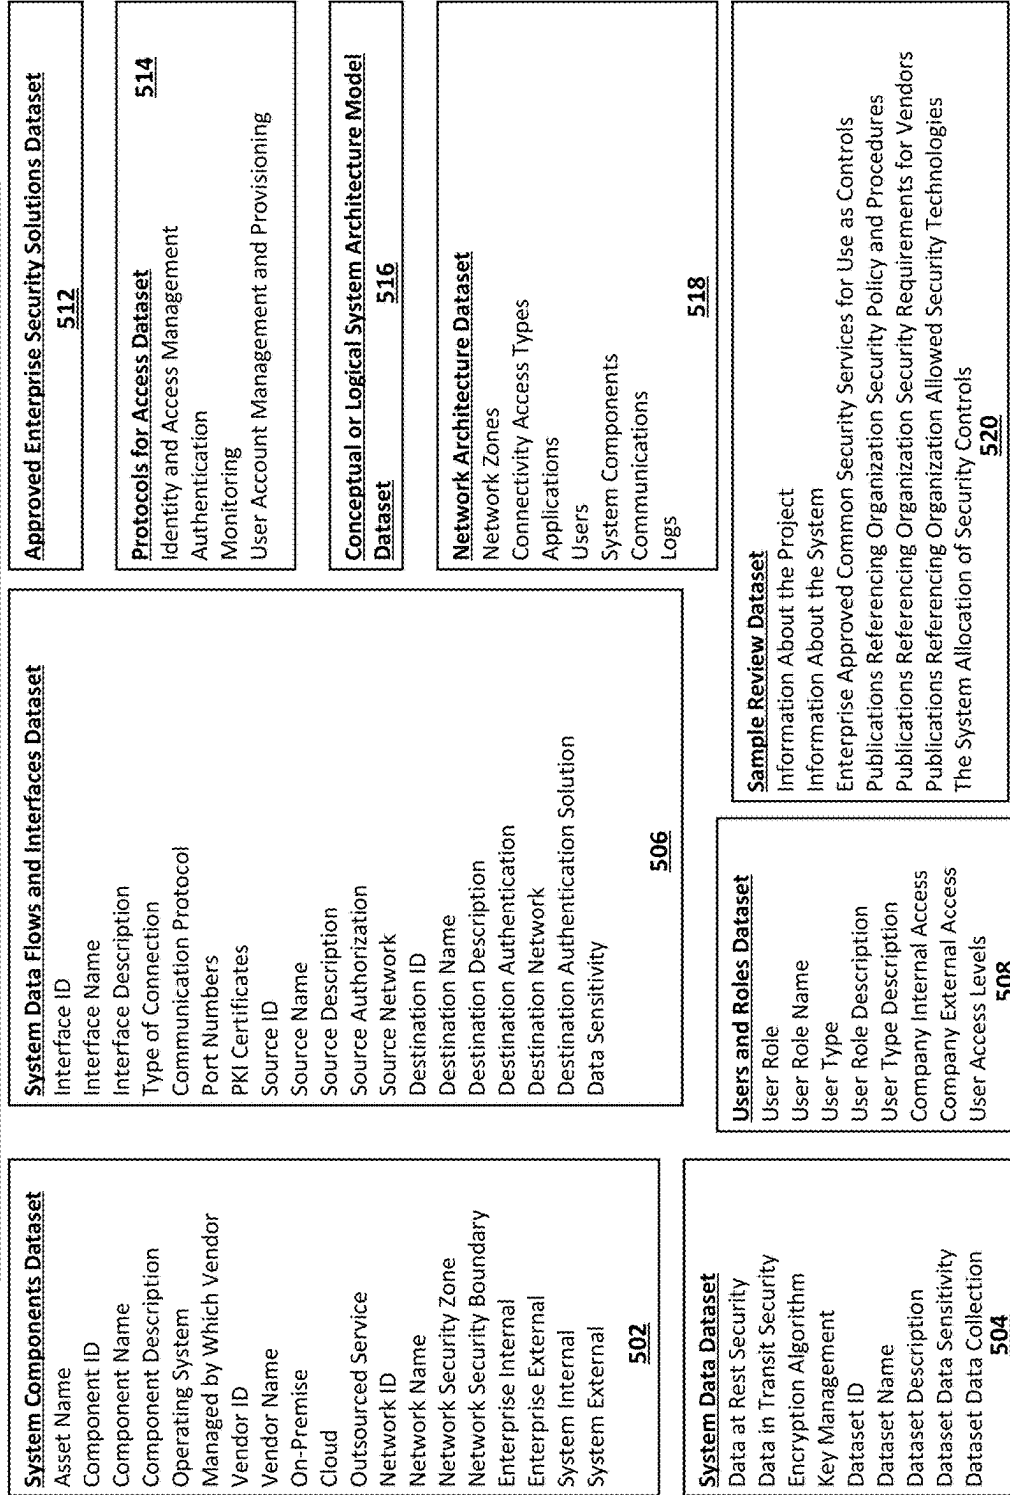 System Components Dataset
Asset Name
Component ID
Component Name
Component Description
Operating System
Managed by Which Vendor
Vendor ID
Vendor Name
On-Premise
Cloud
Outsourced Service
Network ID
Network Name
Network Security Zone
Network Security Boundary
Enterprise Internal
Enterprise External
System Internal
System External
502
System Data Dataset
Data at Rest Security
Data in Transit Security
Encryption Algorithm
Key Management
Dataset ID
Dataset Name
Dataset Description
Dataset Data Sensitivity
Dataset Data Collection
504
System Data Flows and Interfaces Dataset
Interface ID
Interface Name
Interface Description
Type of Connection
Communication Protocol
Port Numbers
PKI Certificates
Source ID
Source Name
Source Description
Source Authorization
Source Network
Destination ID
Destination Name
Destination Description
Destination Authentication
Destination Network
Destination Authentication Solution
Data Sensitivity
506
Users and Roles Dataset
User Role
User Role Name
User Type
User Role Description
User Type Description
Company Internal Access
Company External Access
User Access Levels
508
Approved Enterprise Security Solutions Dataset
512
Protocols for Access Dataset 514
Identity and Access Management
Authentication
Monitoring
User Account Management and Provisioning
Conceptual or Logical System Architecture Model
Dataset 516
Network Architecture Dataset
Network Zones
Connectivity Access Types
Applications
Users
System Components
Communications
Logs
518
Sample Review Dataset
Information About the Project
Information About the System
Enterprise Approved Common Security Services for Use as Controls
Publications Referencing Organization Security Policy and Procedures
Publications Referencing Organization Security Requirements for Vendors
Publications Referencing Organization Allowed Security Technologies
The System Allocation of Security Controls
520